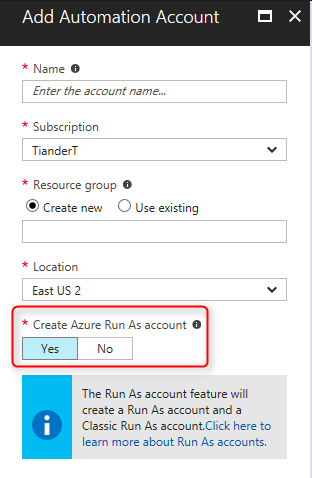 Add Automation Account
* Name
Enter the account name...
* Subscription
TianderT
* Resource group
Create new Use existing
* Location
East US 2
* Create Azure Run As account
Yes No
The Run As account feature will
create a Run As account and a
Classic Run As account.Click here to
learn more about Run As accounts.